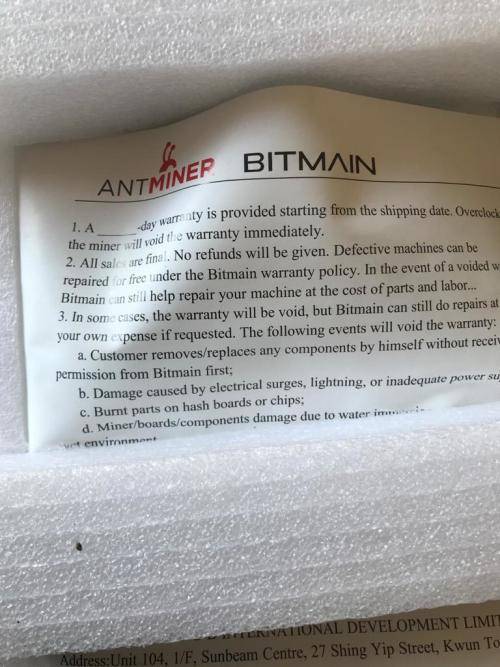 ANTMINER BITMAIN
1. A ______-day warranty is provided starting from the shipping date. Overclock
the miner will void the warranty immediately.
2. All sales are final. No refunds will be given. Defective machines can be
repaired for free under the Bitmain warranty policy. In the event of a voided w
Bitmain can still help repair your machine at the cost of parts and labor...
3. In some cases, the warranty will be void, but Bitmain can still do repairs at
your own expense if requested. The following events will void the warranty:
a. Customer removes/replaces any components by himself without receiv
permission from Bitmain first;
b. Damage caused by electrical surges, lightning, or inadequate power su
c. Burnt parts on hash boards or chips;
d. Miner/boards/components damage due to water
wet environment
INTERNATIONAL DEVELOPMENT LIMIT
Address:Unit 104, 1/F, Sunbeam Centre, 27 Shing Yip Street, Kwun To